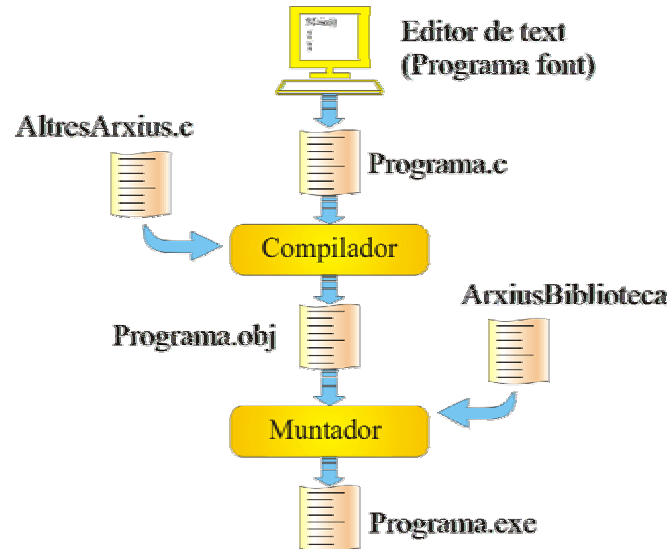 Editor de text
(Programa font)
AltresArxius.c
Programa.c
Compilador
ArxiusBiblioteca
Programa.obj
Muntador
Programa.exe